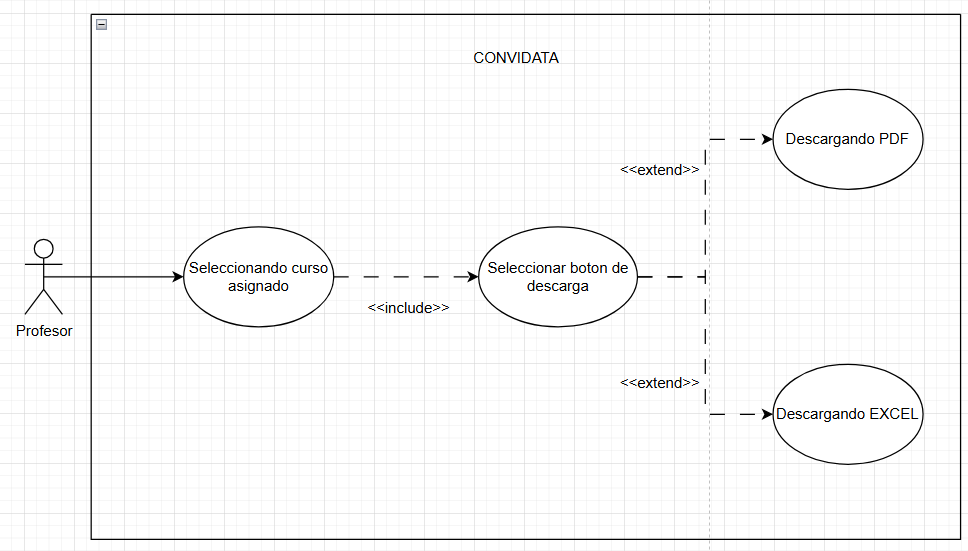 CONVIDATA
Descargando PDF
<<extend>>
Seleccionando curso
asignado
Seleccionar boton de
descarga
<<include>>
Profesor
<<extend>>
Descargando EXCEL